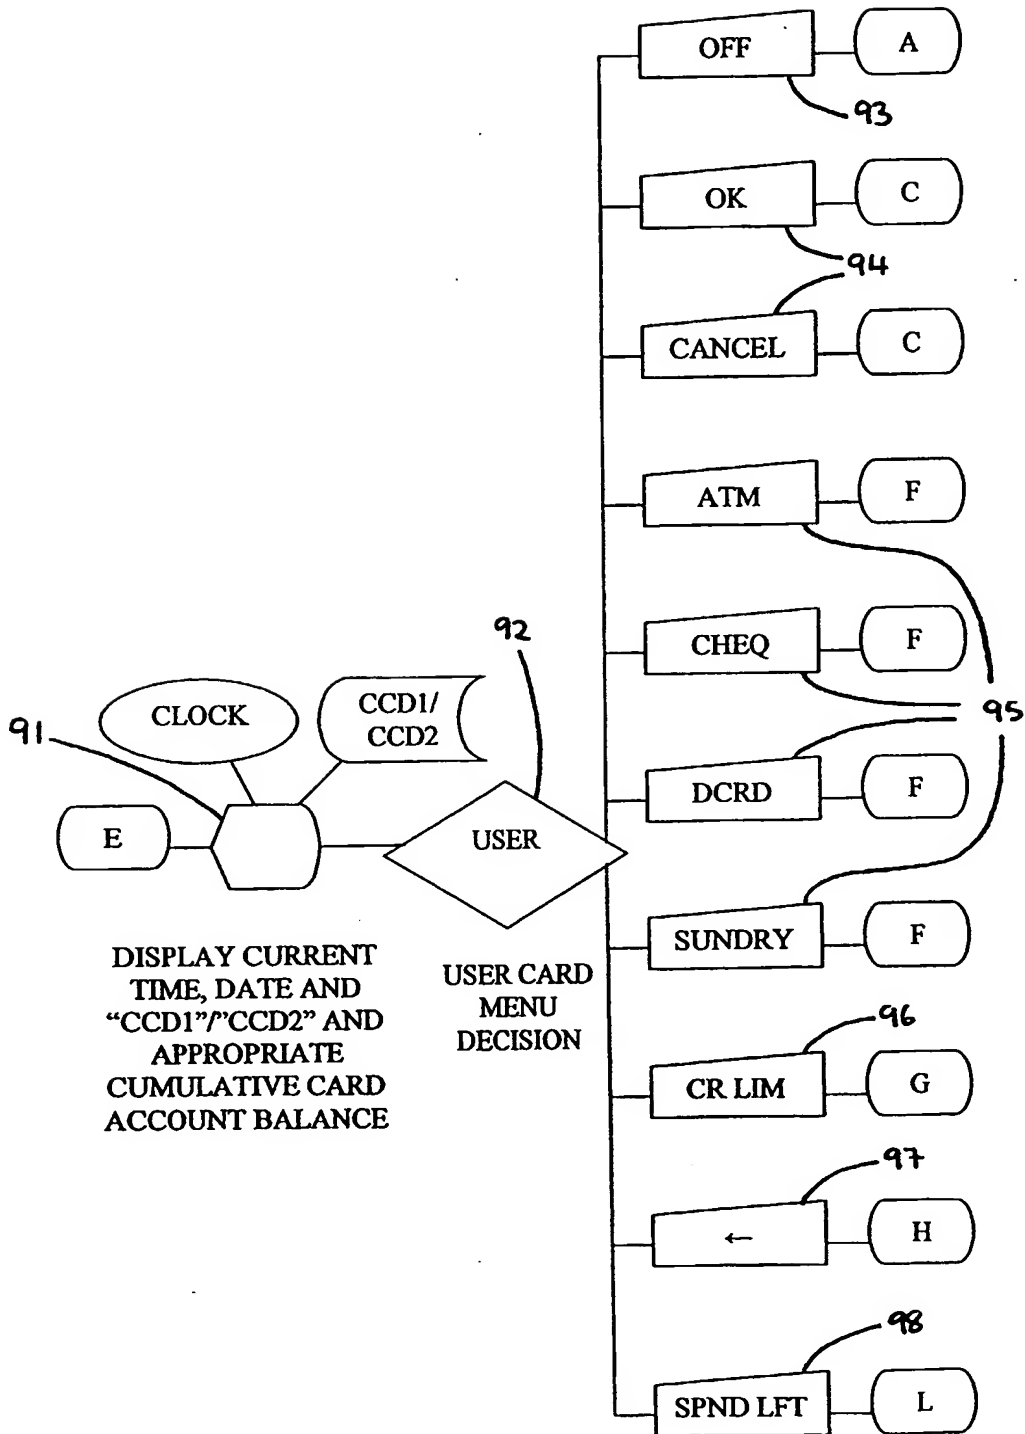 OFF
A
93
OK
C
94
CANCEL
C
ATM
F
92
CHEQ
F
CLOCK
CCD1/
CCD2
91
95
DCRD
F
E
USER
SUNDRY
F
DISPLAY CURRENT
TIME, DATE AND
“CCD1”/”CCD2” AND
APPROPRIATE
CUMULATIVE CARD
ACCOUNT BALANCE
USER CARD
MENU
DECISION
96
CR LIM
G
97
←
H
98
SPND LFT
L